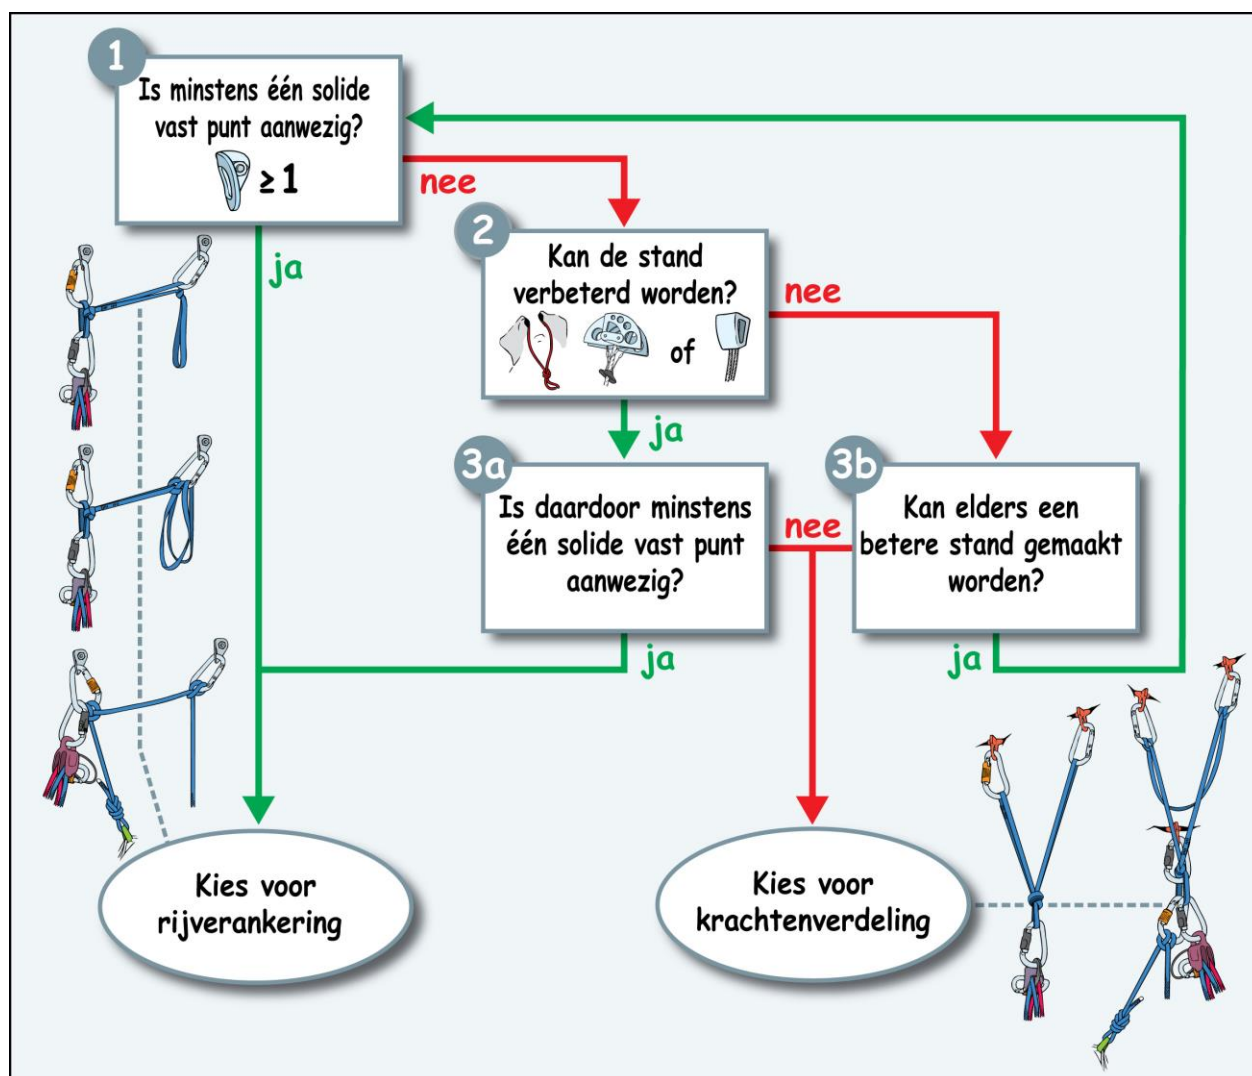 1
Is minstens één solide
vast punt aanwezig?
≥ 1
nee
ja
2
Kan de stand
verbeterd worden?
of
nee
ja
3a
Is daardoor minstens
één solide vast punt
aanwezig?
nee
ja
3b
Kan elders een
betere stand gemaakt
worden?
ja
Kies voor
rijverankering
Kies voor
krachtenverdeling